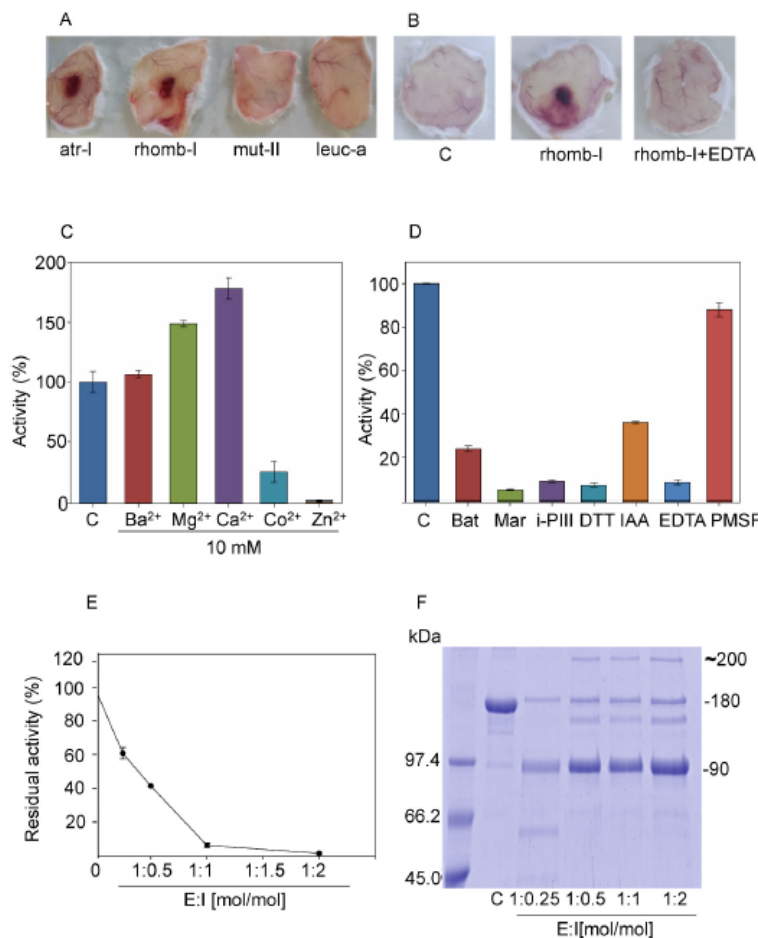 A
B
atr-I rhomb-I mut-II leuc-a
C rhomb-I rhomb-I+EDTA
C
D
Activity (%)
200
150
100
50
0
C Ba²⁺ Mg²⁺ Ca²⁺ Co²⁺ Zn²⁺
10 mM
Activity (%)
100
80
60
40
20
C Bat Mar i-PIII DTT IAA EDTA PMSF
E
F
Residual activity (%)
120
100
80
60
40
20
0 1:0.5 1:1 1:1.5 1:2
E:I [mol/mol]
kDa
97.4
66.2
45.0
~200
-180
-90
C 1:0.25 1:0.5 1:1 1:2
E:I[mol/mol]